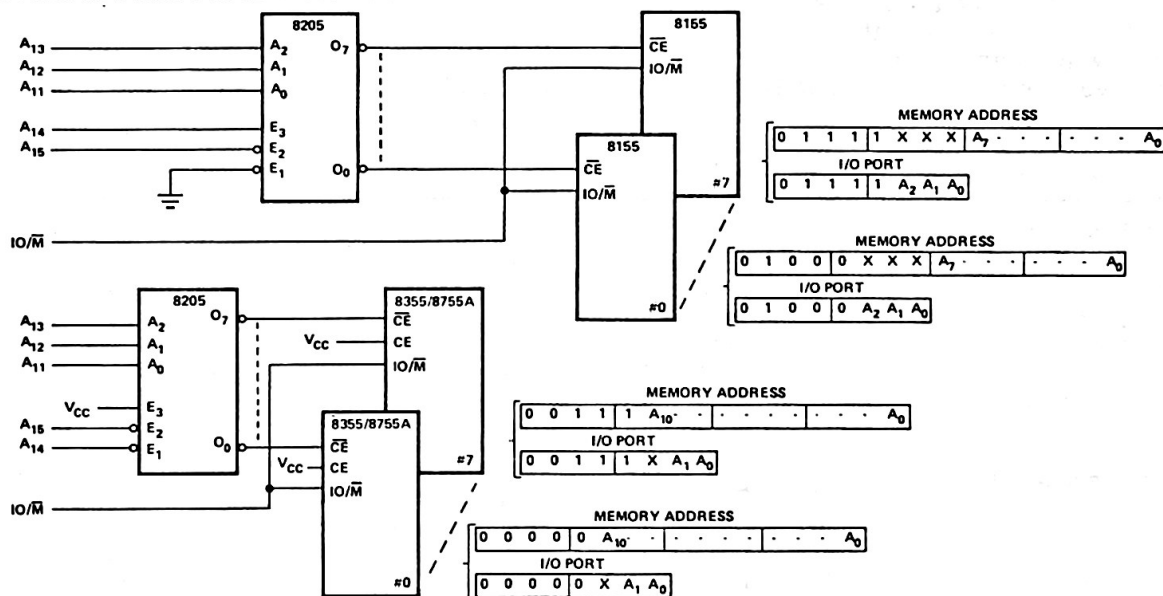 8205
A13 A2 O7
A12 A1
A11 A0
A14 E3
A15 E2
E1 O0
IO/M̅
8155
C̅E̅
IO/M̅
#7
8155
C̅E̅
IO/M̅
#0
MEMORY ADDRESS
0 1 1 1 1 X X X A7 - - - - - - A0
I/O PORT
0 1 1 1 1 A2 A1 A0
MEMORY ADDRESS
0 1 0 0 0 X X X A7 - - - - - - A0
I/O PORT
0 1 0 0 0 A2 A1 A0
8205
A13 A2 O7
A12 A1
A11 A0
VCC E3
A15 E2
A14 E1 O0
IO/M̅
8355/8755A
C̅E̅
VCC CE
IO/M̅
#7
8355/8755A
C̅E̅
VCC CE
IO/M̅
#0
MEMORY ADDRESS
0 0 1 1 1 A10 - - - - - - - - A0
I/O PORT
0 0 1 1 1 X A1 A0
MEMORY ADDRESS
0 0 0 0 0 A10 - - - - - - - - A0
I/O PORT
0 0 0 0 0 X A1 A0